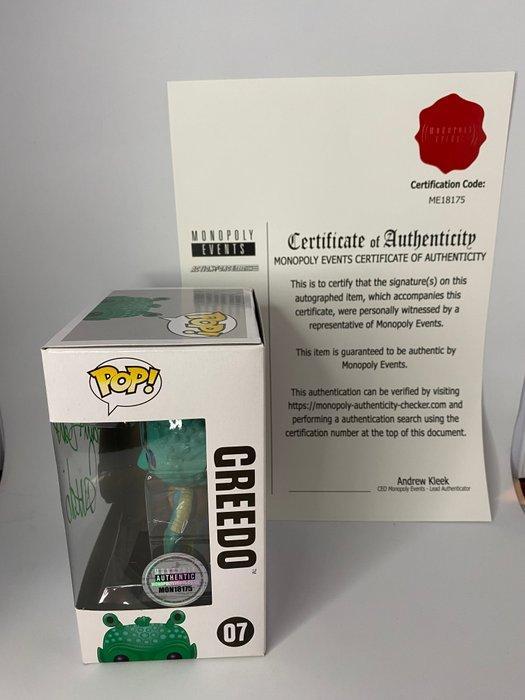 MONOPOLY
EVENTS
Certification Code:
ME18175
MONOPOLY
EVENTS
Certificate of Authenticity
MONOPOLY EVENTS CERTIFICATE OF AUTHENTICITY
This is to certify that the signature(s) on this
autographed item, which accompanies this
certificate, were personally witnessed by a
representative of Monopoly Events.
This item is guaranteed to be authentic by
Monopoly Events.
This authentication can be verified by visiting
https://monopoly-authenticity-checker.com and
performing a authentication search using the
certification number at the top of this document.
Andrew Kleek
CEO Monopoly Events - Lead Authenticator
POP!
POP!
GREEDO
TM
MONOPOLY
AUTHENTIC
MON18175
07